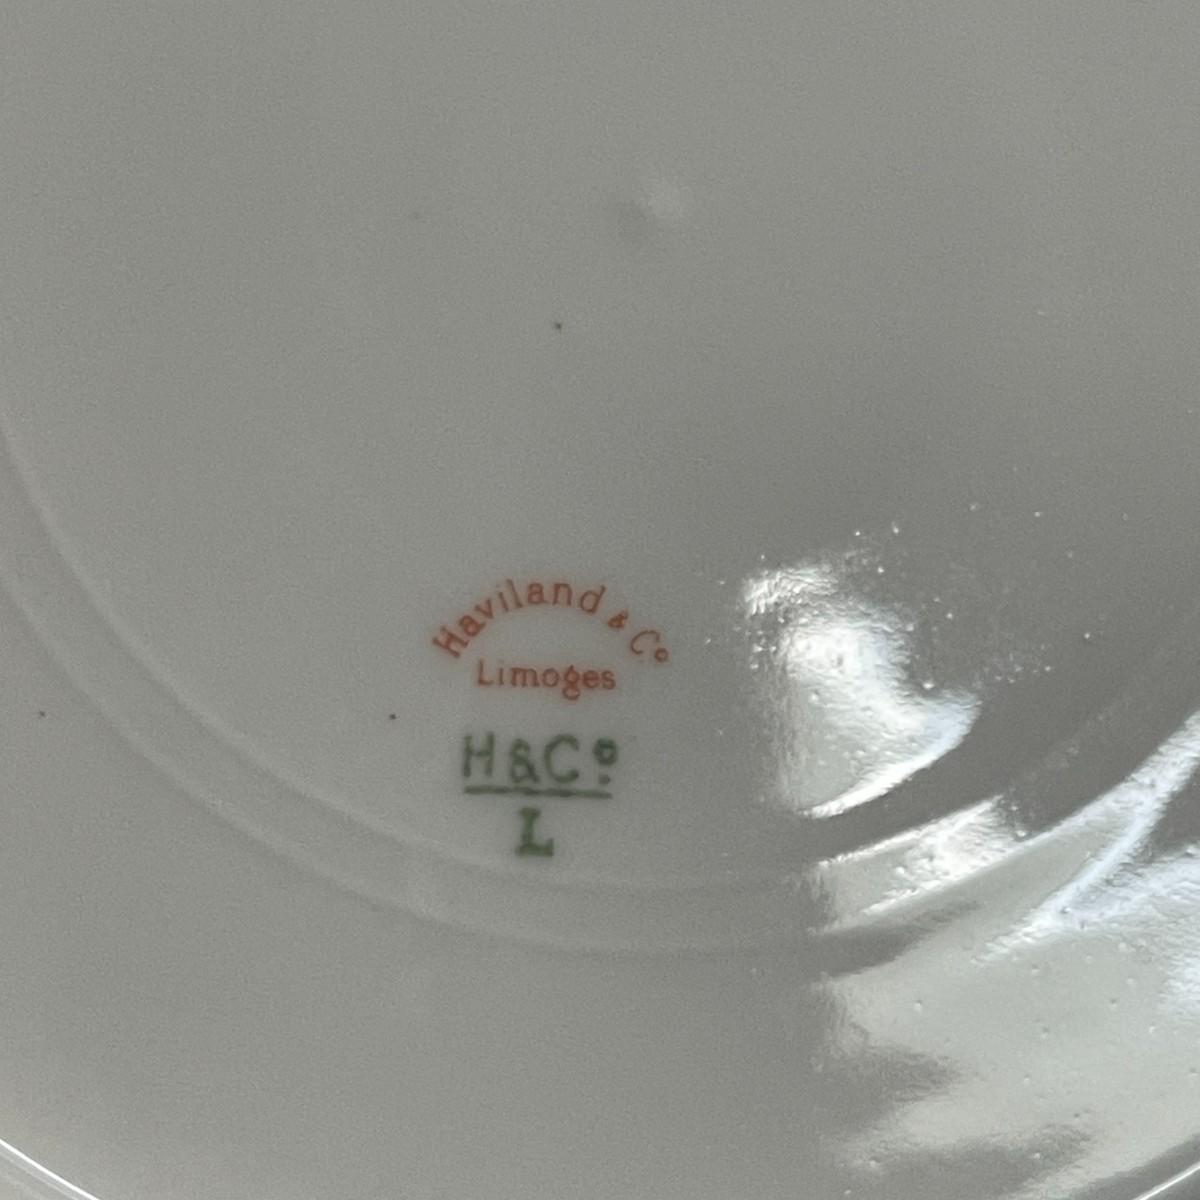 Haviland & Co
Limoges
H & Co
L